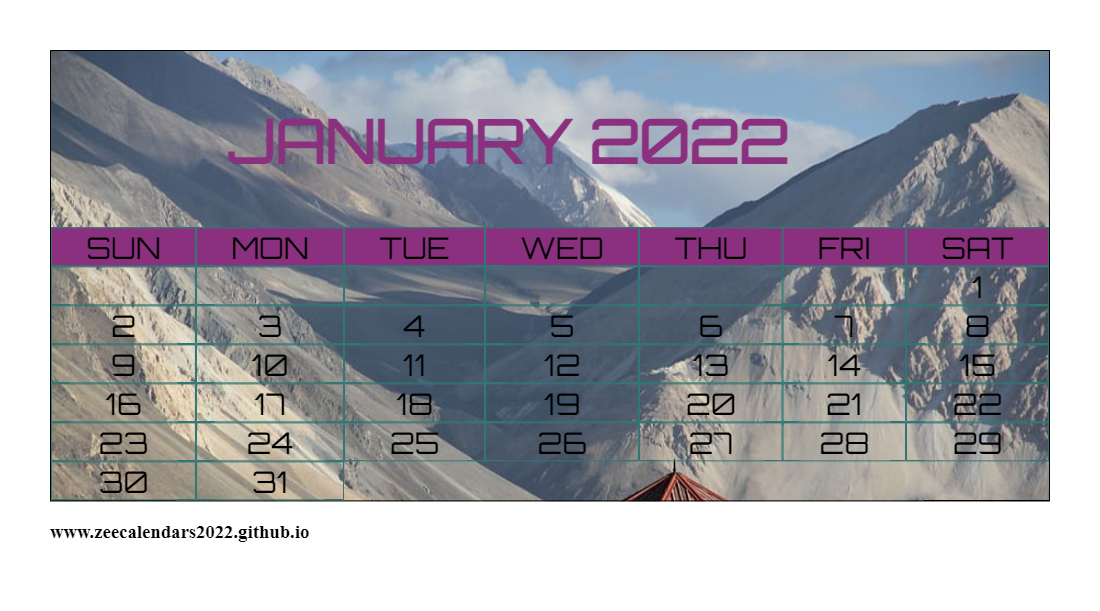 JANUARY 2022
SUN MON TUE WED THU FRI SAT
1
2 3 4 5 6 7 8
9 10 11 12 13 14 15
16 17 18 19 20 21 22
23 24 25 26 27 28 29
30 31
www.zeecalendars2022.github.io